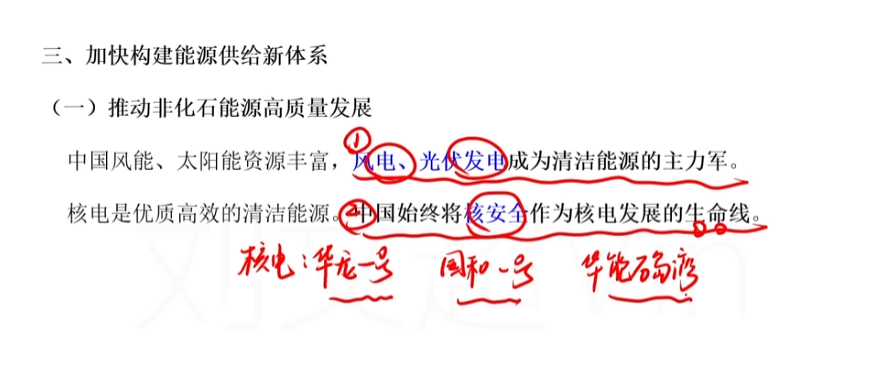 三、加快构建能源供给新体系
（一）推动非化石能源高质量发展
中国风能、太阳能资源丰富，①风电、光伏发电成为清洁能源的主力军。
核电是优质高效的清洁能源。②中国始终将核安全作为核电发展的生命线。
核电：华龙一号 国和一号 华能石岛湾